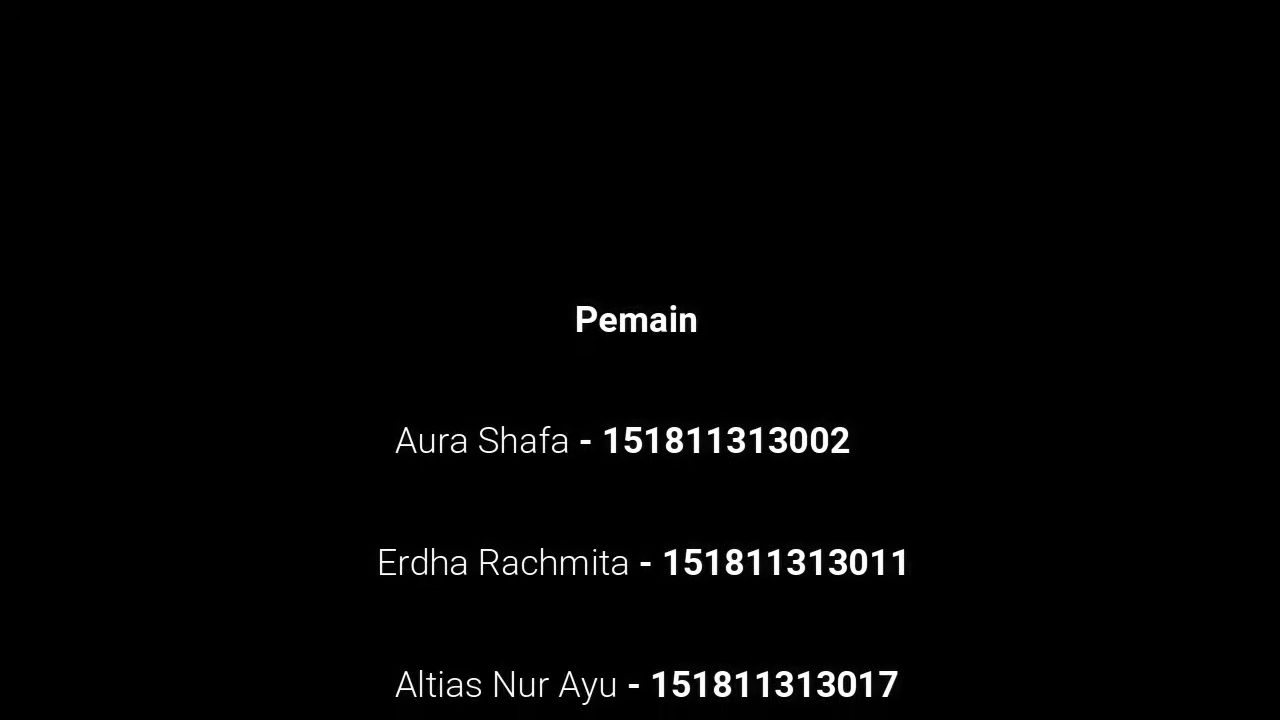 Pemain
Aura Shafa - 151811313002
Erdha Rachmita - 151811313011
Altias Nur Ayu - 151811313017